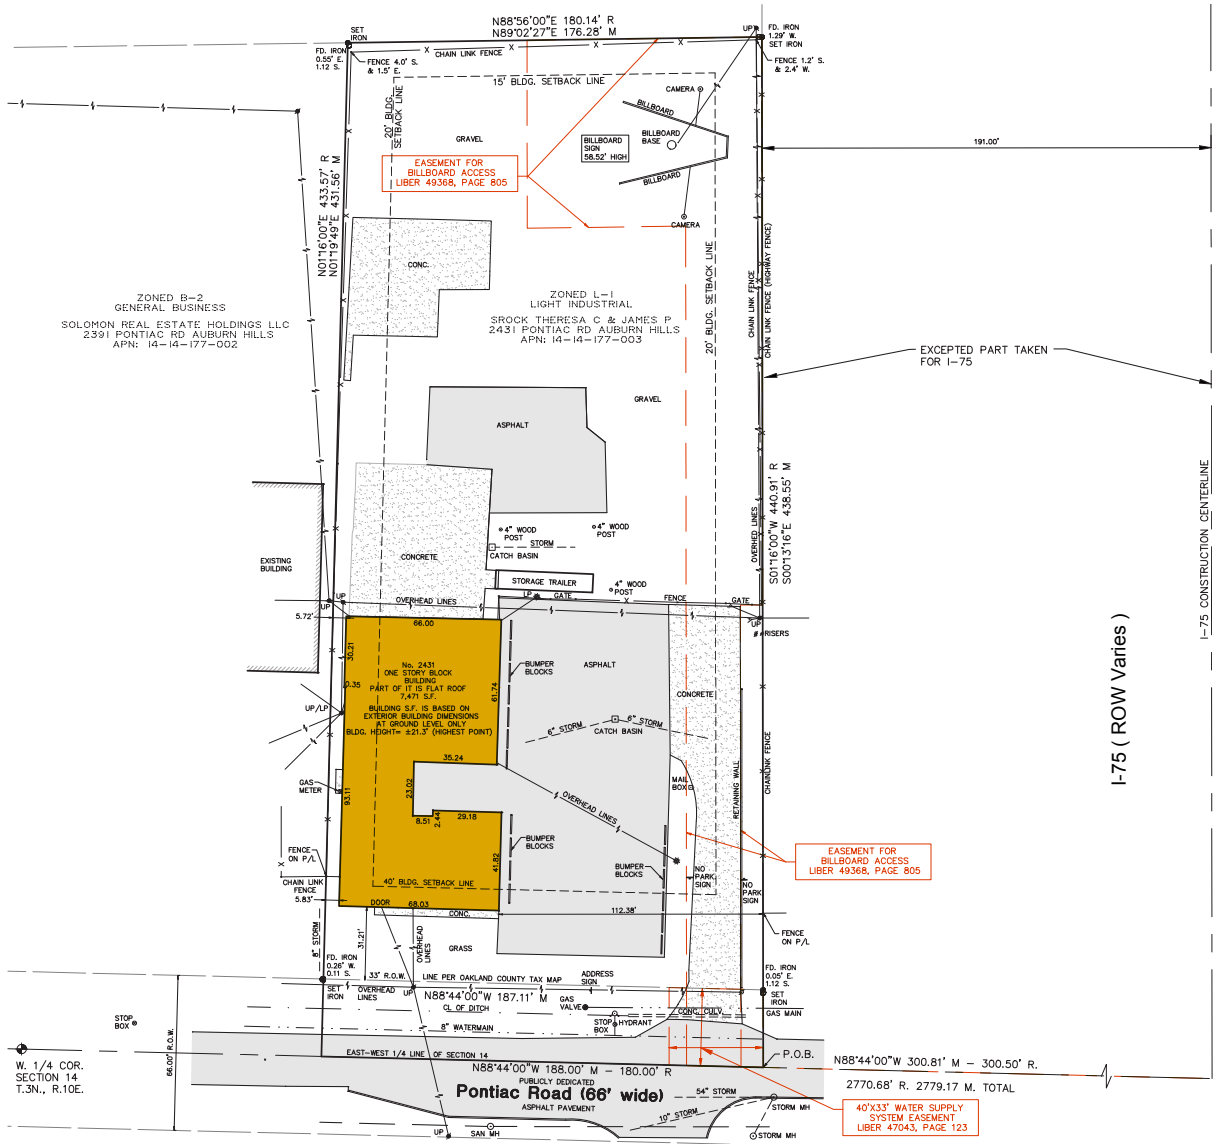 N88°56'00"E 180.14' R
N89°02'27"E 176.28' M
SET
IRON
FD. IRON
0.55' E.
1.12 S.
FENCE 4.0' S.
& 1.5' E.
CHAIN LINK FENCE
UP
FD. IRON
1.29' W.
SET IRON
FENCE 1.2' S.
& 2.4' W.
15' BLDG. SETBACK LINE
20' BLDG.
SETBACK LINE
CAMERA
BILLBOARD
GRAVEL
BILLBOARD
SIGN
58.52' HIGH
BILLBOARD
BASE
BILLBOARD
CAMERA
191.00'
EASEMENT FOR
BILLBOARD ACCESS
LIBER 49368, PAGE 805
N01°16'00"E 433.57' R
N01°19'49"E 431.56' M
CONC.
20' BLDG. SETBACK LINE
CHAIN LINK FENCE
CHAIN LINK FENCE (HIGHWAY FENCE)
ZONED B-2
GENERAL BUSINESS
SOLOMON REAL ESTATE HOLDINGS LLC
2391 PONTIAC RD AUBURN HILLS
APN: 14-14-177-002
ZONED L-1
LIGHT INDUSTRIAL
SROCK THERESA C & JAMES P
2431 PONTIAC RD AUBURN HILLS
APN: 14-14-177-003
EXCEPTED PART TAKEN
FOR I-75
GRAVEL
ASPHALT
S01°16'00"W 440.91' R
S00°13'16"E 438.55' M
OVERHED LINES
I-75 CONSTRUCTION CENTERLINE
I-75 ( ROW Varies )
4" WOOD
POST
4" WOOD
POST
STORM
CATCH BASIN
EXISTING
BUILDING
CONCRETE
STORAGE TRAILER
4" WOOD
POST
OVERHEAD LINES
LP
GATE
FENCE
GATE
UP
UP
UP
RISERS
5.72'
66.00
30.21
0.35
No. 2431
ONE STORY BLOCK
BUILDING
PART OF IT IS FLAT ROOF
7,471 S.F.
BUILDING S.F. IS BASED ON
EXTERIOR BUILDING DIMENSIONS
AT GROUND LEVEL ONLY
BLDG. HEIGHT= ±21.3' (HIGHEST POINT)
61.74
BUMPER
BLOCKS
ASPHALT
CONCRETE
UP/LP
6" STORM
6" STORM
CATCH BASIN
35.24
23.02
GAS
METER
93.11
8.51
2.44
29.18
OVERHEAD LINES
MAIL
BOX
RETAINING WALL
CHAINLINK FENCE
BUMPER
BLOCKS
41.82
FENCE
ON P/L
CHAIN LINK
FENCE
5.83'
40' BLDG. SETBACK LINE
BUMPER
BLOCKS
NO
PARK
SIGN
NO
PARK
SIGN
EASEMENT FOR
BILLBOARD ACCESS
LIBER 49368, PAGE 805
DOOR
68.03
CONC.
112.38'
FENCE
ON P/L
8" STORM
31.21'
OVERHEAD
LINES
GRASS
FD. IRON
0.26' W.
0.11 S.
33' R.O.W.
LINE PER OAKLAND COUNTY TAX MAP
ADDRESS
SIGN
FD. IRON
0.05' E.
1.12 S.
SET
IRON
SET
IRON
OVERHEAD
LINES
UP
N88°44'00"W 187.11' M
GAS
VALVE
CL OF DITCH
CONC. CULV.
GAS MAIN
STOP
BOX
66.00' R.O.W.
8" WATERMAIN
STOP
BOX
HYDRANT
EAST-WEST 1/4 LINE OF SECTION 14
P.O.B.
W. 1/4 COR.
SECTION 14
T.3N., R.10E.
N88°44'00"W 188.00' M - 180.00' R
N88°44'00"W 300.81' M - 300.50' R
2770.68' R. 2779.17 M. TOTAL
PUBLICLY DEDICATED
Pontiac Road (66' wide)
ASPHALT PAVEMENT
54" STORM
10" STORM
STORM MH
40'X33' WATER SUPPLY
SYSTEM EASEMENT
LIBER 47043, PAGE 123
UP
SAN MH
STORM MH